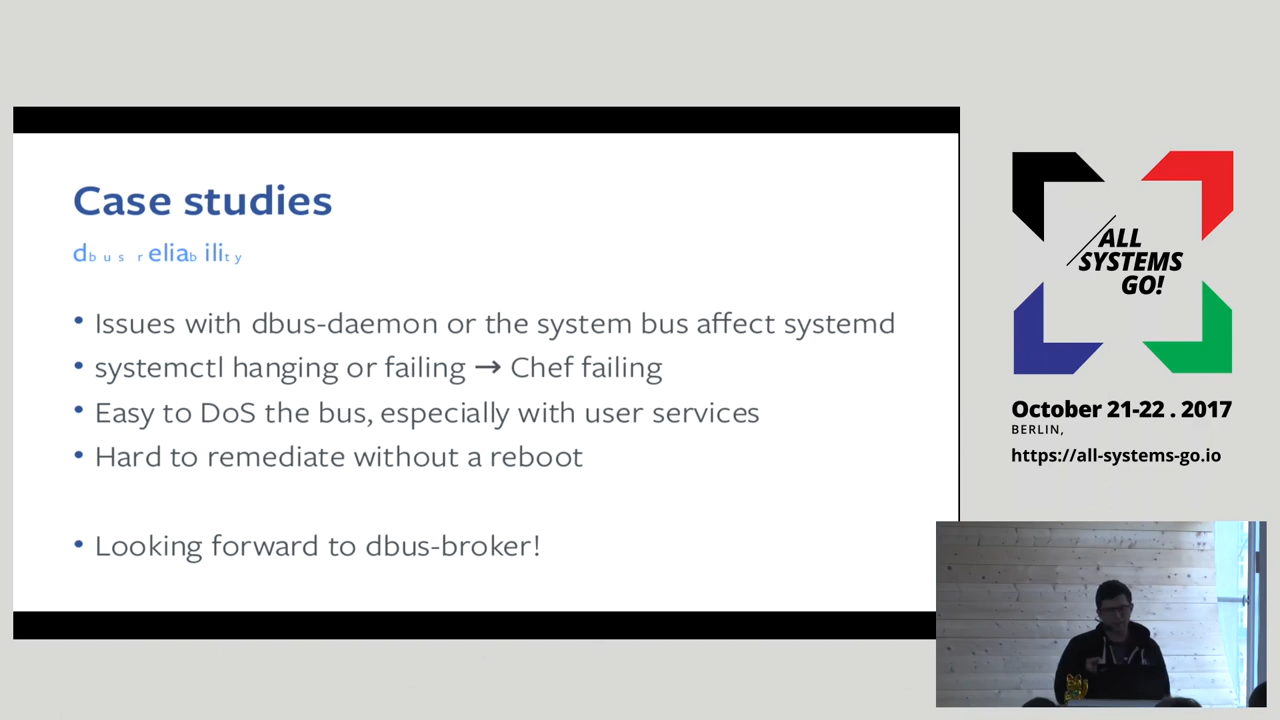 Case studies
dbus reliability
• Issues with dbus-daemon or the system bus affect systemd
• systemctl hanging or failing → Chef failing
• Easy to DoS the bus, especially with user services
• Hard to remediate without a reboot
• Looking forward to dbus-broker!
ALL
SYSTEMS
GO!
October 21-22 . 2017
BERLIN,
https://all-systems-go.io